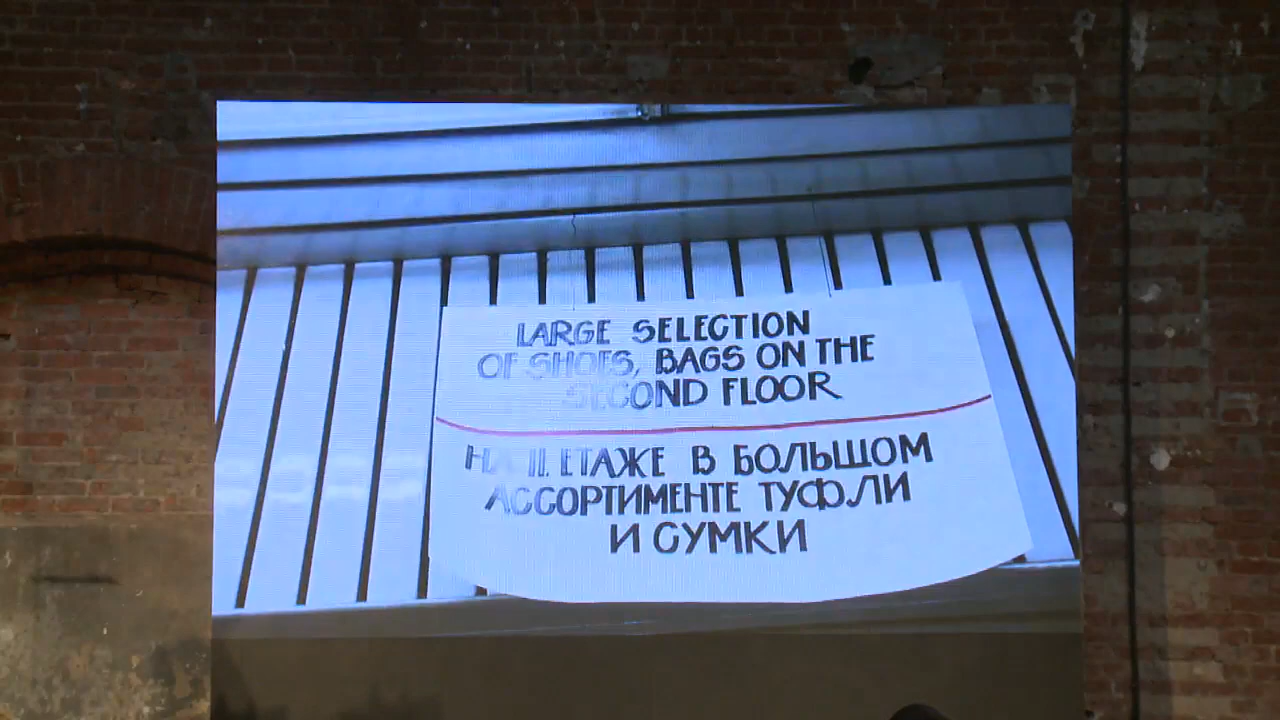 LARGE SELECTION
OF SHOES, BAGS ON THE
SECOND FLOOR
НА II. ЕТАЖЕ В БОЛЬШОМ
АССОРТИМЕНТЕ ТУФЛИ
И СУМКИ